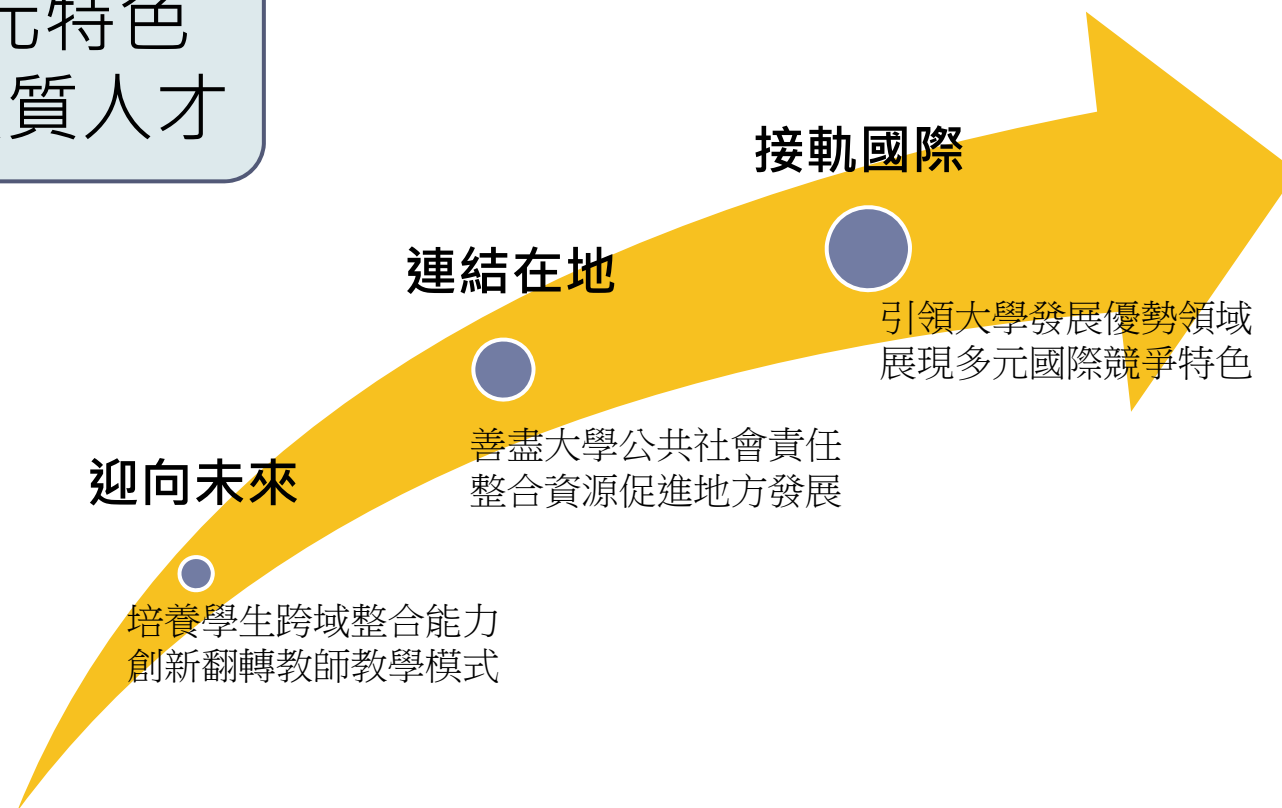 元特色
質人才
接軌國際
引領大學發展優勢領域
展現多元國際競爭特色
連結在地
善盡大學公共社會責任
整合資源促進地方發展
迎向未來
培養學生跨域整合能力
創新翻轉教師教學模式